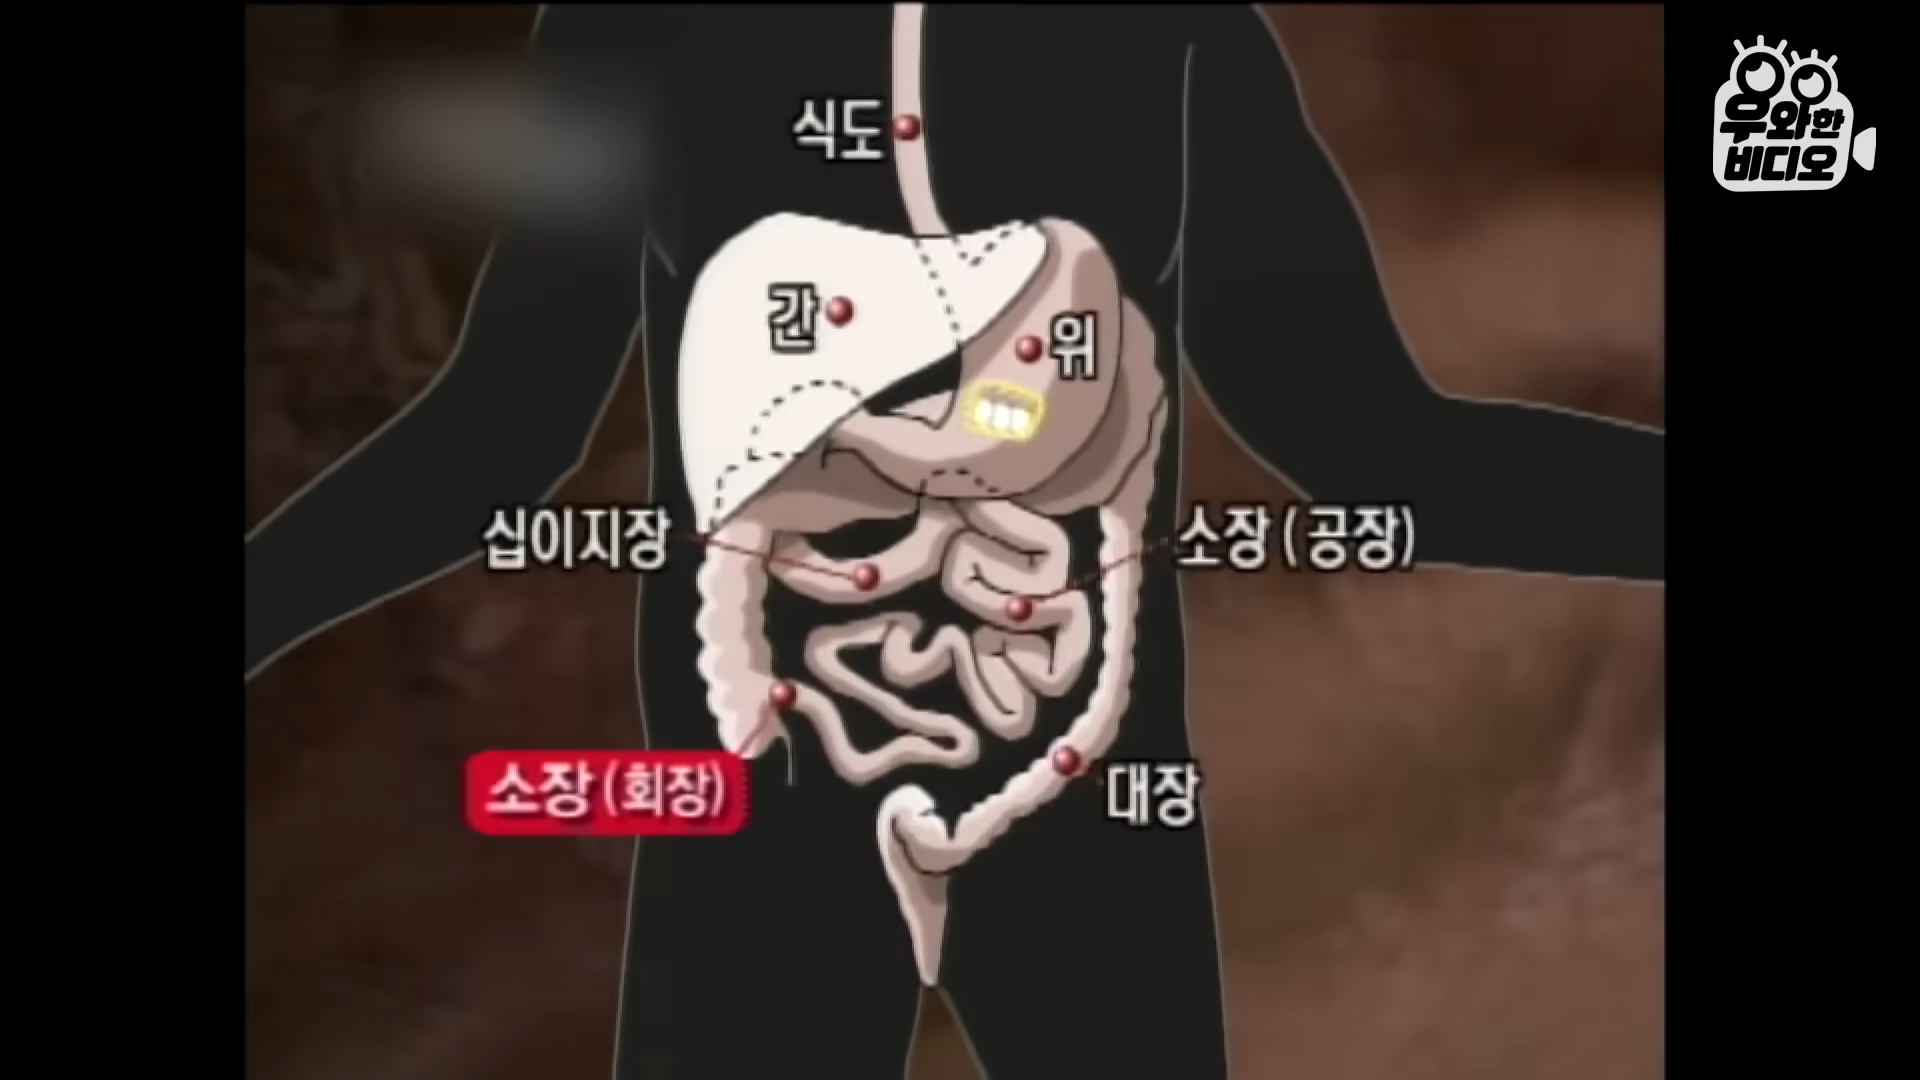 우와한
비디오
식도
간
위
십이지장
소장(공장)
소장(회장)
대장